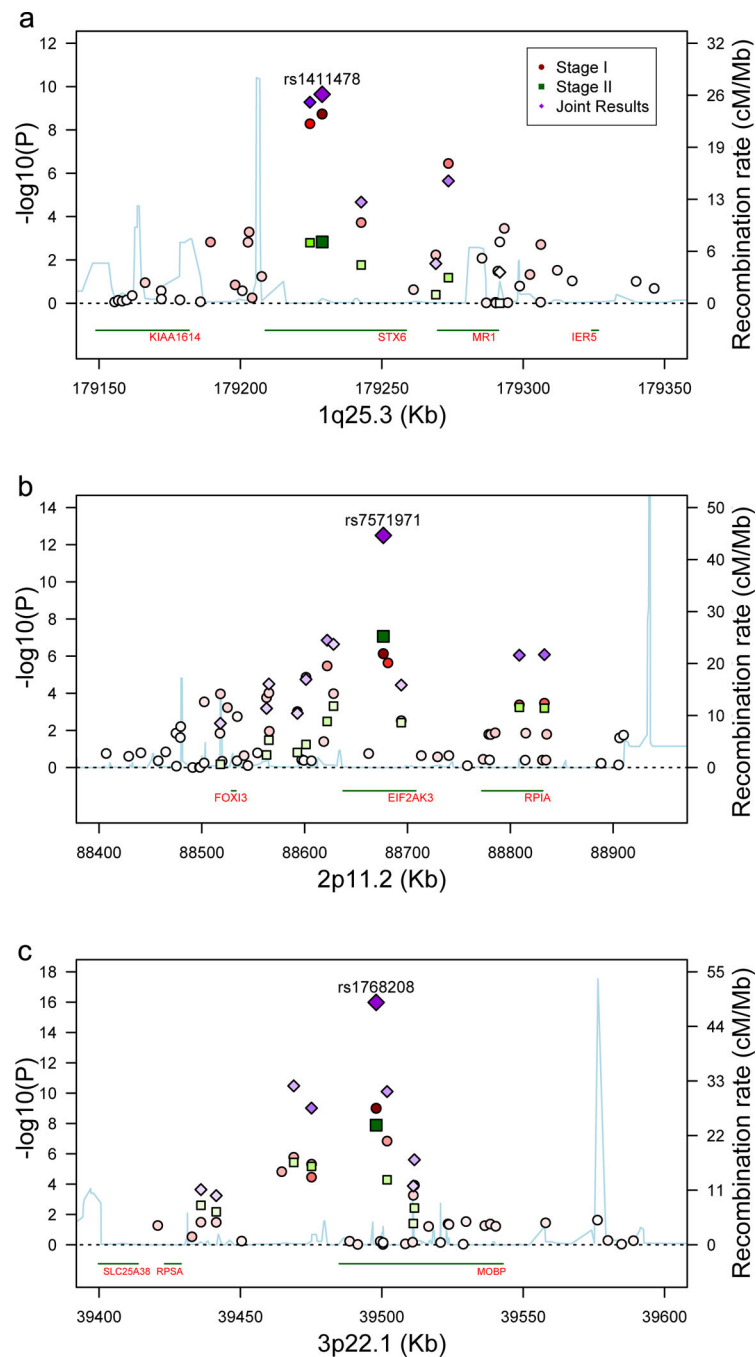 a
rs1411478
Stage I
Stage II
Joint Results
12
10
8
6
4
2
0
-log10(P)
32
26
19
13
6
0
Recombination rate (cM/Mb)
KIAA1614
STX6
MR1
IER5
179150
179200
179250
179300
179350
1q25.3 (Kb)
b
rs7571971
14
12
10
8
6
4
2
0
-log10(P)
50
40
30
20
10
0
Recombination rate (cM/Mb)
FOXI3
EIF2AK3
RPIA
88400
88500
88600
88700
88800
88900
2p11.2 (Kb)
c
rs1768208
18
16
14
12
10
8
6
4
2
0
-log10(P)
55
44
33
22
11
0
Recombination rate (cM/Mb)
SLC25A38
RPSA
MOBP
39400
39450
39500
39550
39600
3p22.1 (Kb)